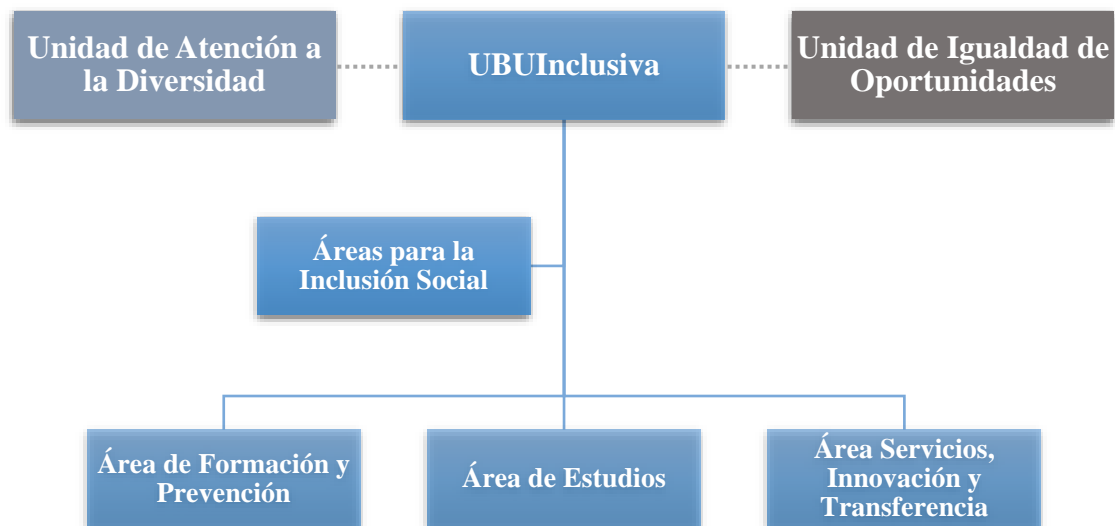 Unidad de Atención a
la Diversidad
UBUInclusiva
Unidad de Igualdad de
Oportunidades
Áreas para la
Inclusión Social
Área de Formación y
Prevención
Área de Estudios
Área Servicios,
Innovación y
Transferencia